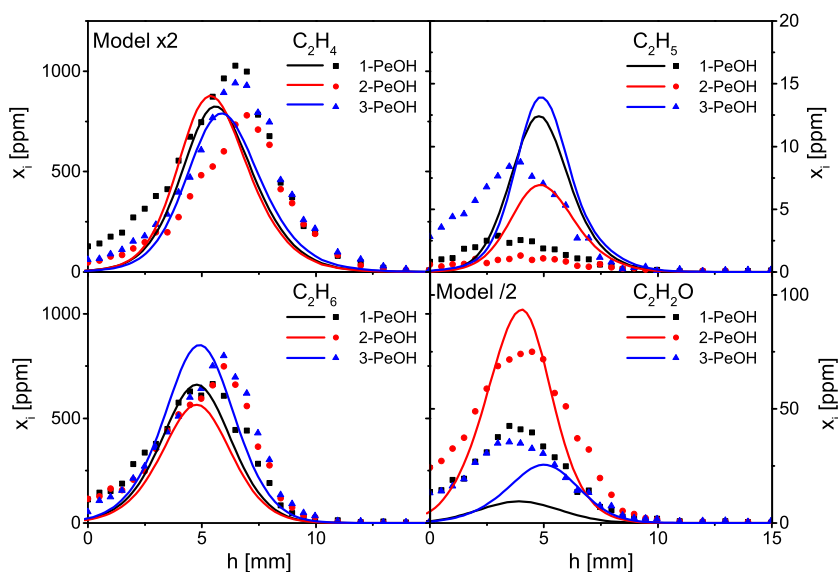 Model x2
C₂H₄
1-PeOH
2-PeOH
3-PeOH
1000
500
0
xᵢ [ppm]
C₂H₅
1-PeOH
2-PeOH
3-PeOH
20
15
10
5
0
xᵢ [ppm]
C₂H₆
1-PeOH
2-PeOH
3-PeOH
1000
500
0
xᵢ [ppm]
0 5 10
h [mm]
Model /2
C₂H₂O
1-PeOH
2-PeOH
3-PeOH
100
50
0
xᵢ [ppm]
0 5 10 15
h [mm]